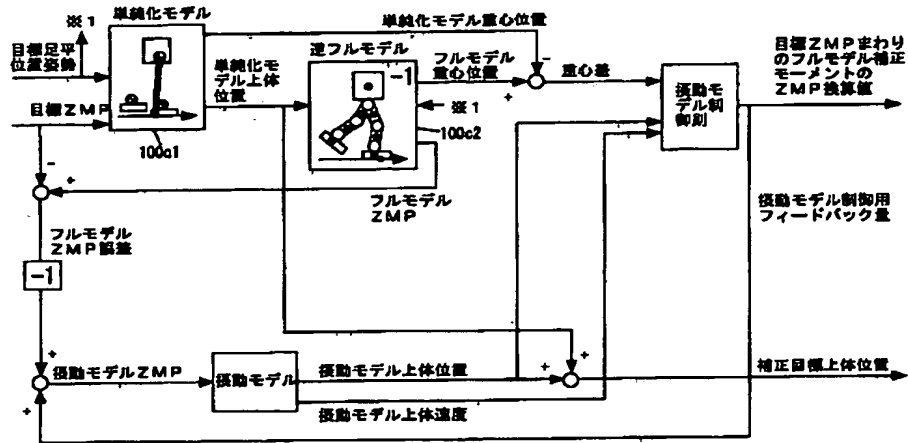 ※1
単純化モデル
単純化モデル重心位置
目標足平
位置姿勢
単純化モ
デル上体
位置
逆フルモデル
フルモデル
重心位置
-1
重心差
摂動モ
デル制
御則
目標ZMPまわり
のフルモデル補正
モーメントの
ZMP換算値
目標ZMP
※1
100c1
100c2
フルモデル
ZMP
摂動モデル制御用
フィードバック量
フルモデル
ZMP誤差
-1
摂動モデルZMP
摂動モデル
摂動モデル上体位置
摂動モデル上体速度
補正目標上体位置